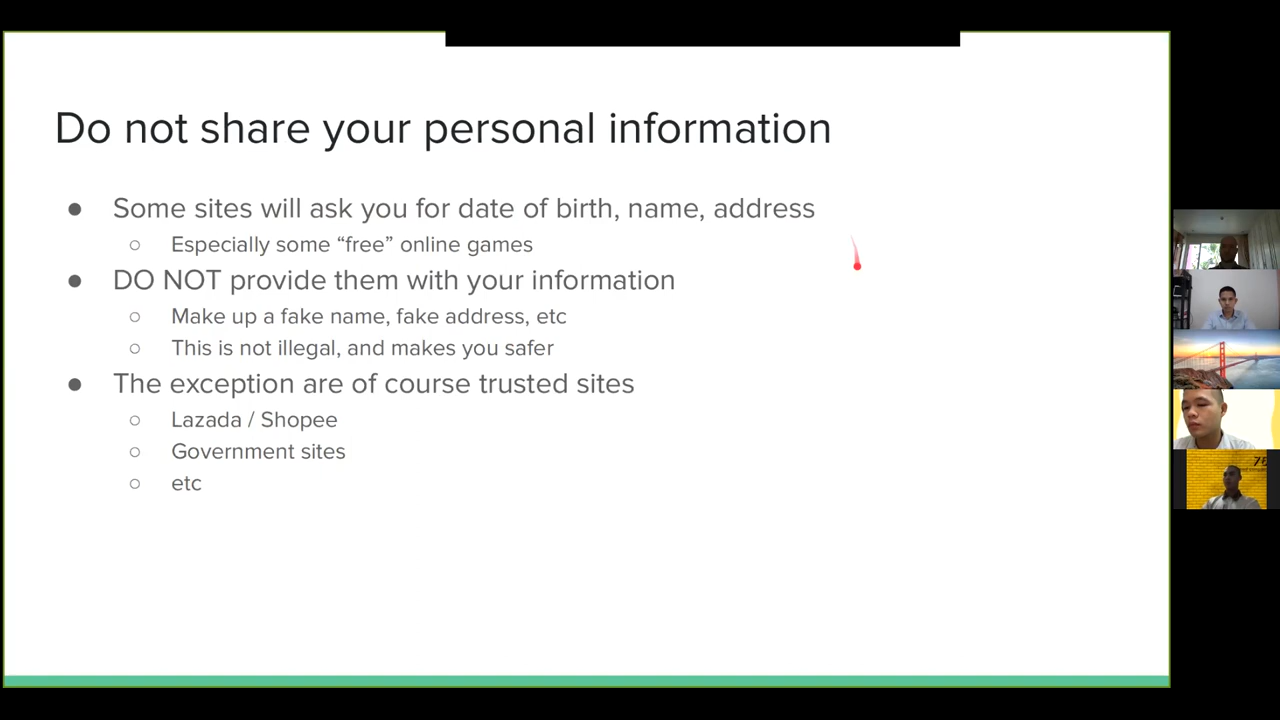 Do not share your personal information
● Some sites will ask you for date of birth, name, address
○ Especially some “free” online games
● DO NOT provide them with your information
○ Make up a fake name, fake address, etc
○ This is not illegal, and makes you safer
● The exception are of course trusted sites
○ Lazada / Shopee
○ Government sites
○ etc